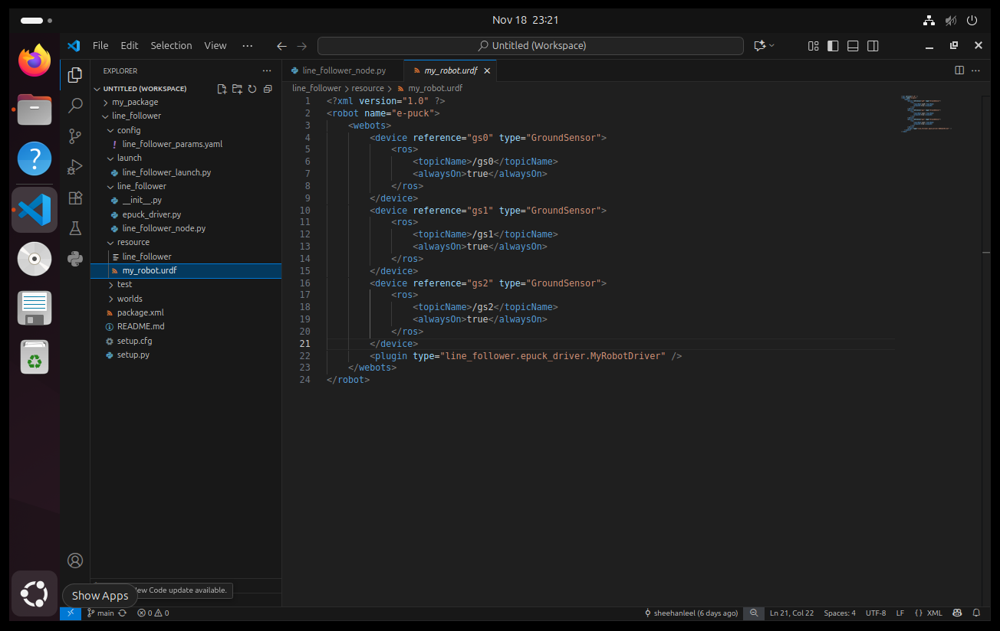 Nov 18 23:21
File Edit Selection View ···
Untitled (Workspace)
EXPLORER
UNTITLED (WORKSPACE)
my_package
line_follower
config
! line_follower_params.yaml
launch
line_follower_launch.py
line_follower
__init__.py
epuck_driver.py
line_follower_node.py
resource
line_follower
my_robot.urdf
test
worlds
package.xml
README.md
setup.cfg
setup.py
line_follower_node.py
my_robot.urdf
line_follower > resource > my_robot.urdf
1 <?xml version="1.0" ?>
2 <robot name="e-puck">
3 <webots>
4 <device reference="gs0" type="GroundSensor">
5 <ros>
6 <topicName>/gs0</topicName>
7 <alwaysOn>true</alwaysOn>
8 </ros>
9 </device>
10 <device reference="gs1" type="GroundSensor">
11 <ros>
12 <topicName>/gs1</topicName>
13 <alwaysOn>true</alwaysOn>
14 </ros>
15 </device>
16 <device reference="gs2" type="GroundSensor">
17 <ros>
18 <topicName>/gs2</topicName>
19 <alwaysOn>true</alwaysOn>
20 </ros>
21 </device>
22 <plugin type="line_follower.epuck_driver.MyRobotDriver" />
23 </webots>
24 </robot>
Code update available.
Show Apps
main 0 0 sheehanleel (6 days ago) Ln 21, Col 22 Spaces: 4 UTF-8 LF {} XML